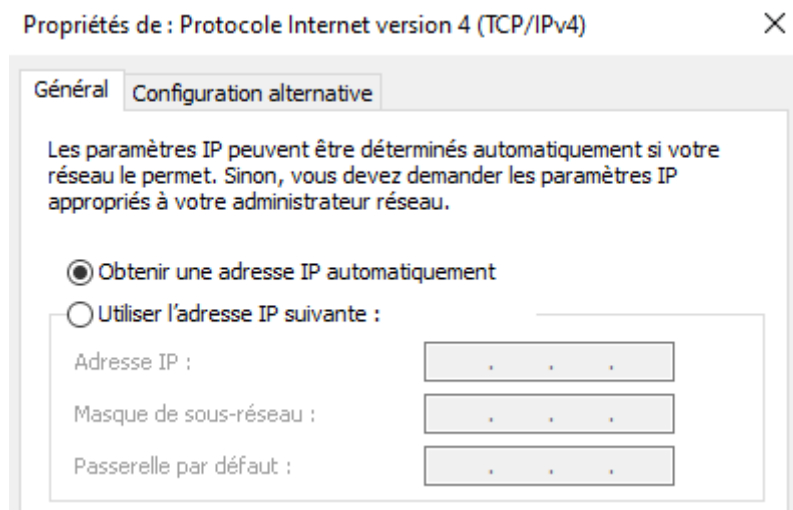 Propriétés de : Protocole Internet version 4 (TCP/IPv4)
Général
Configuration alternative
Les paramètres IP peuvent être déterminés automatiquement si votre
réseau le permet. Sinon, vous devez demander les paramètres IP
appropriés à votre administrateur réseau.
Obtenir une adresse IP automatiquement
Utiliser l'adresse IP suivante :
Adresse IP :
Masque de sous-réseau :
Passerelle par défaut :